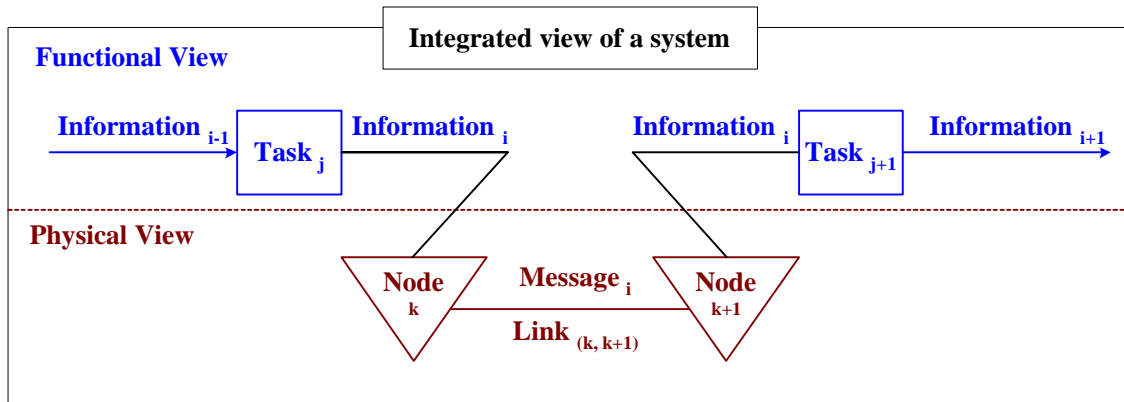 Integrated view of a system
Functional View
Information i-1
Task j
Information i
Information i
Task j+1
Information i+1
Physical View
Node k
Message i
Link (k, k+1)
Node k+1